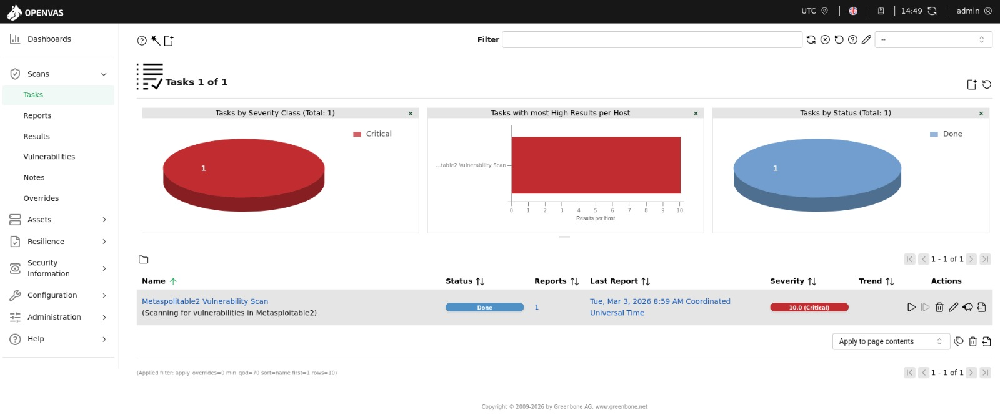 OPENVAS
UTC
14:49
admin
Dashboards
Scans
Tasks
Reports
Results
Vulnerabilities
Notes
Overrides
Assets
Resilience
Security
Information
Configuration
Administration
Help
Filter
--
Tasks 1 of 1
Tasks by Severity Class (Total: 1)
×
Critical
1
Tasks with most High Results per Host
×
...table2 Vulnerability Scan
0 1 2 3 4 5 6 7 8 9 10
Results per Host
Tasks by Status (Total: 1)
×
Done
1
1 - 1 of 1
Name Status Reports Last Report Severity Trend Actions
Metaspolitable2 Vulnerability Scan
(Scanning for vulnerabilities in Metasploitable2)
Done
1
Tue, Mar 3, 2026 8:59 AM Coordinated
Universal Time
10.0 (Critical)
Apply to page contents
(Applied filter: apply_overrides=0 min_qod=70 sort=name first=1 rows=10)
1 - 1 of 1
Copyright © 2009-2026 by Greenbone AG, www.greenbone.net